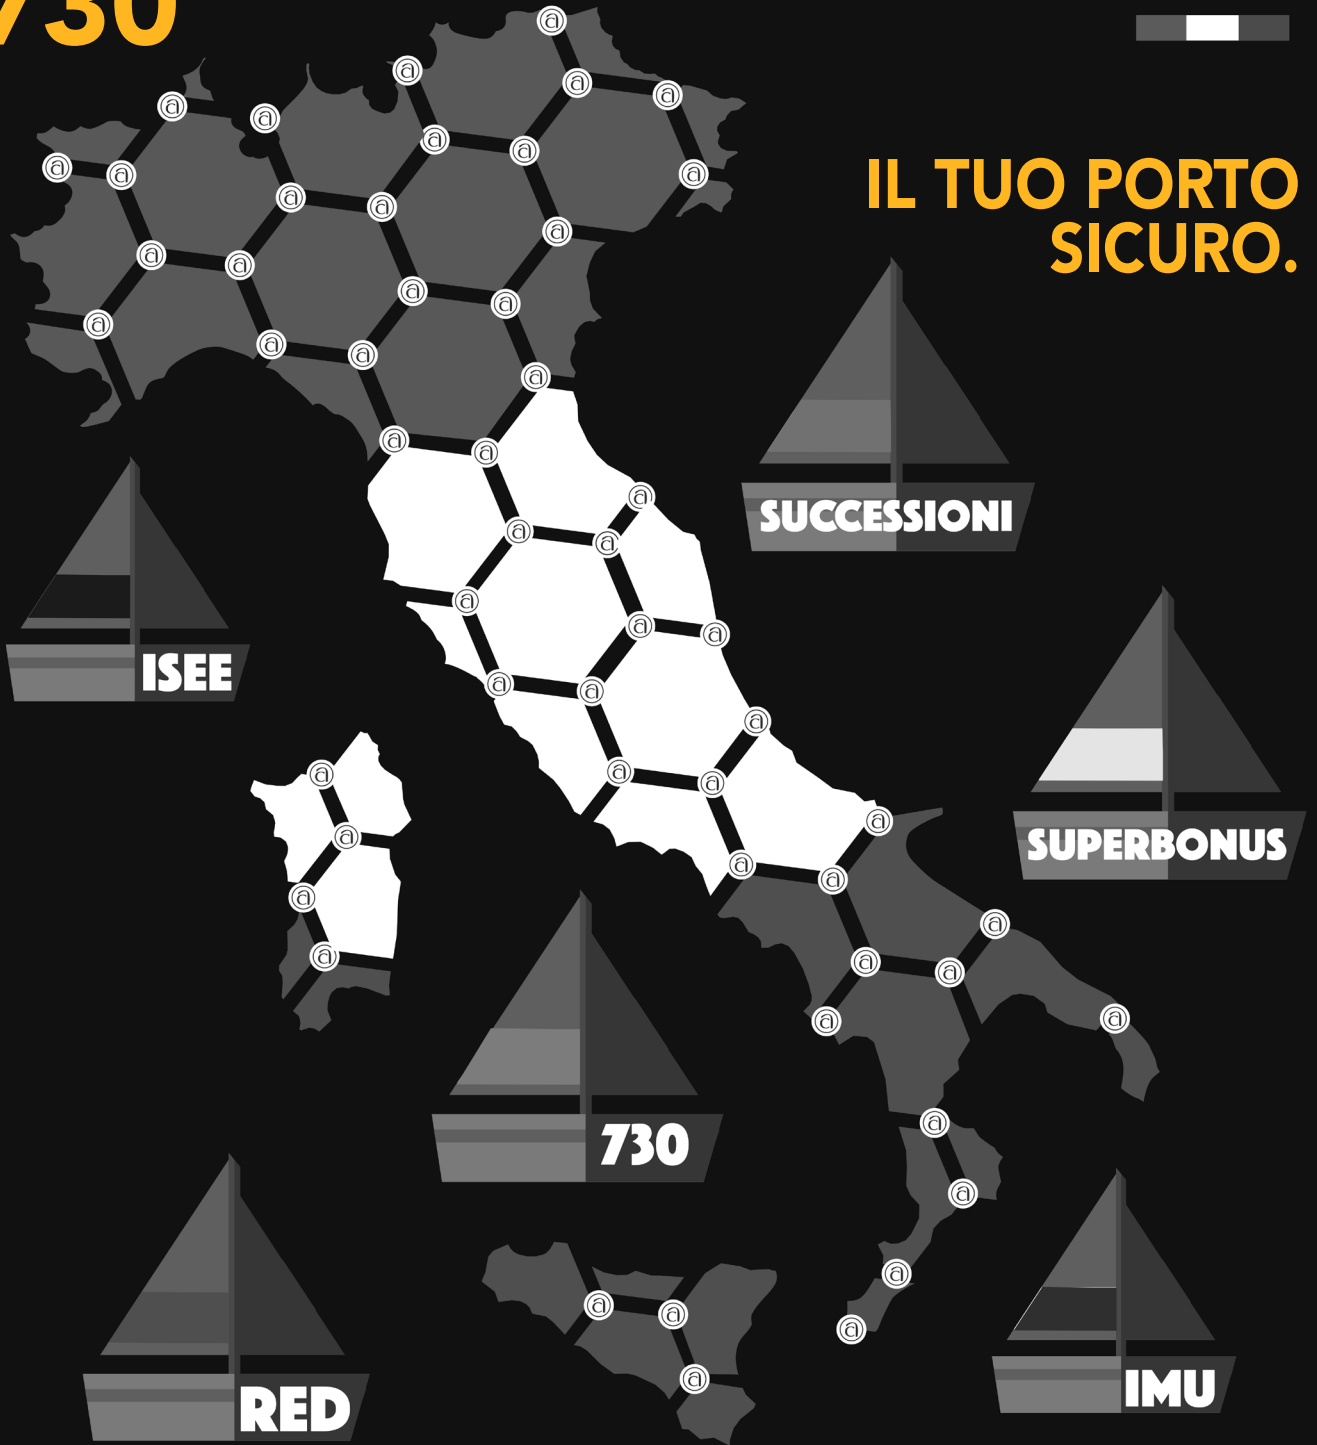 730
IL TUO PORTO
SICURO.
SUCCESSIONI
ISEE
SUPERBONUS
730
RED
IMU